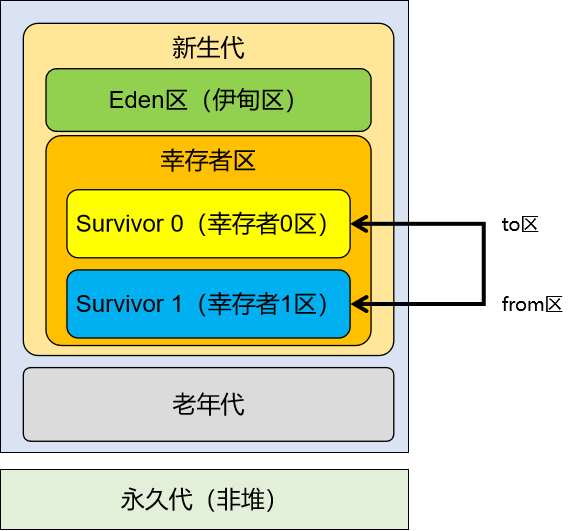 新生代
Eden区（伊甸区）
幸存者区
Survivor 0（幸存者0区）
to区
Survivor 1（幸存者1区）
from区
老年代
永久代（非堆）